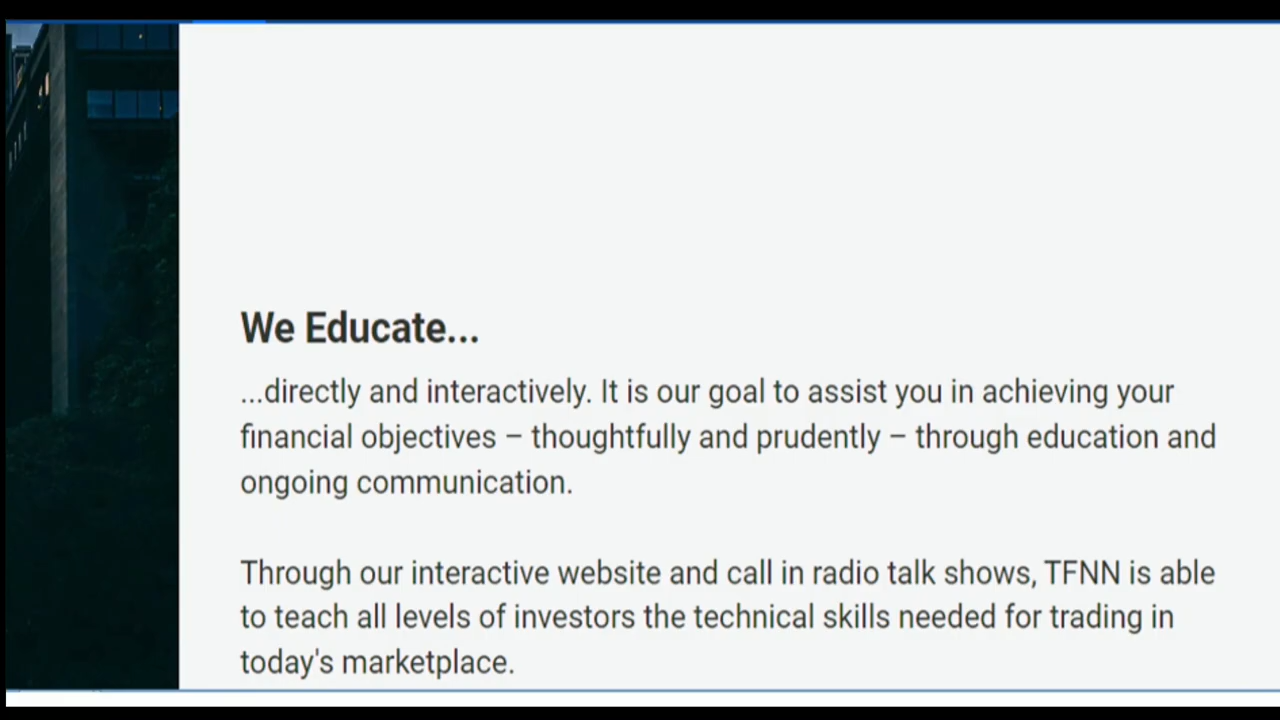 We Educate...
...directly and interactively. It is our goal to assist you in achieving your
financial objectives – thoughtfully and prudently – through education and
ongoing communication.
Through our interactive website and call in radio talk shows, TFNN is able
to teach all levels of investors the technical skills needed for trading in
today's marketplace.